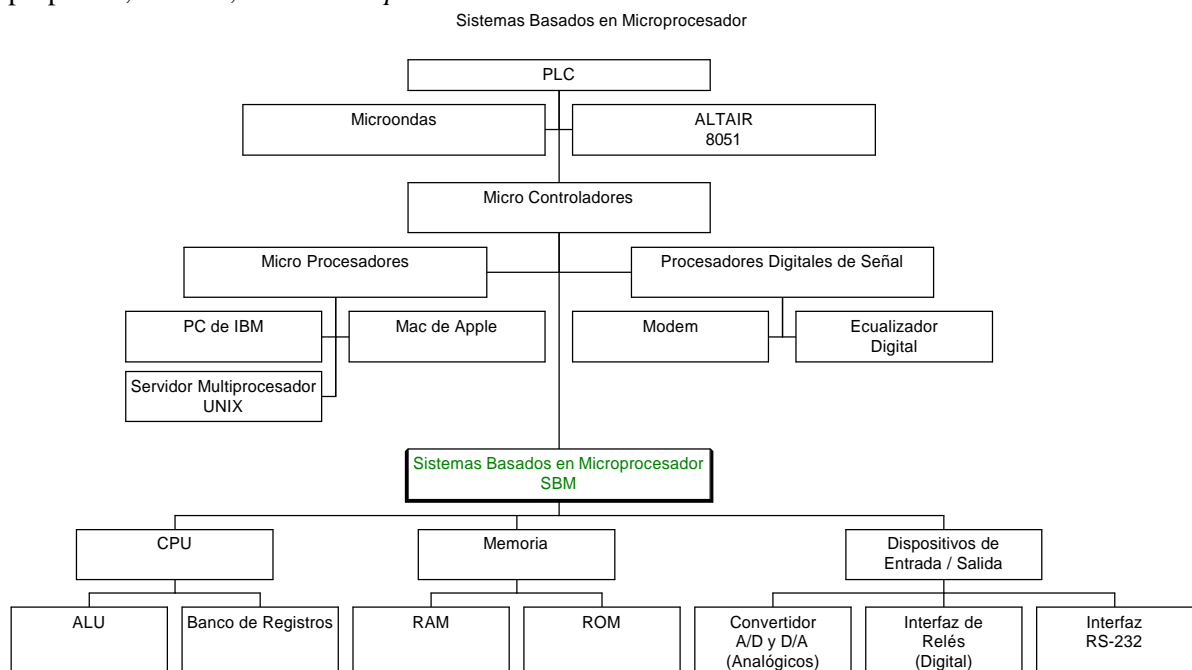 Sistemas Basados en Microprocesador
PLC
Microondas
ALTAIR
8051
Micro Controladores
Micro Procesadores
Procesadores Digitales de Señal
PC de IBM
Mac de Apple
Modem
Ecualizador
Digital
Servidor Multiprocesador
UNIX
Sistemas Basados en Microprocesador
SBM
CPU
Memoria
Dispositivos de
Entrada / Salida
ALU
Banco de Registros
RAM
ROM
Convertidor
A/D y D/A
(Analógicos)
Interfaz de
Relés
(Digital)
Interfaz
RS-232